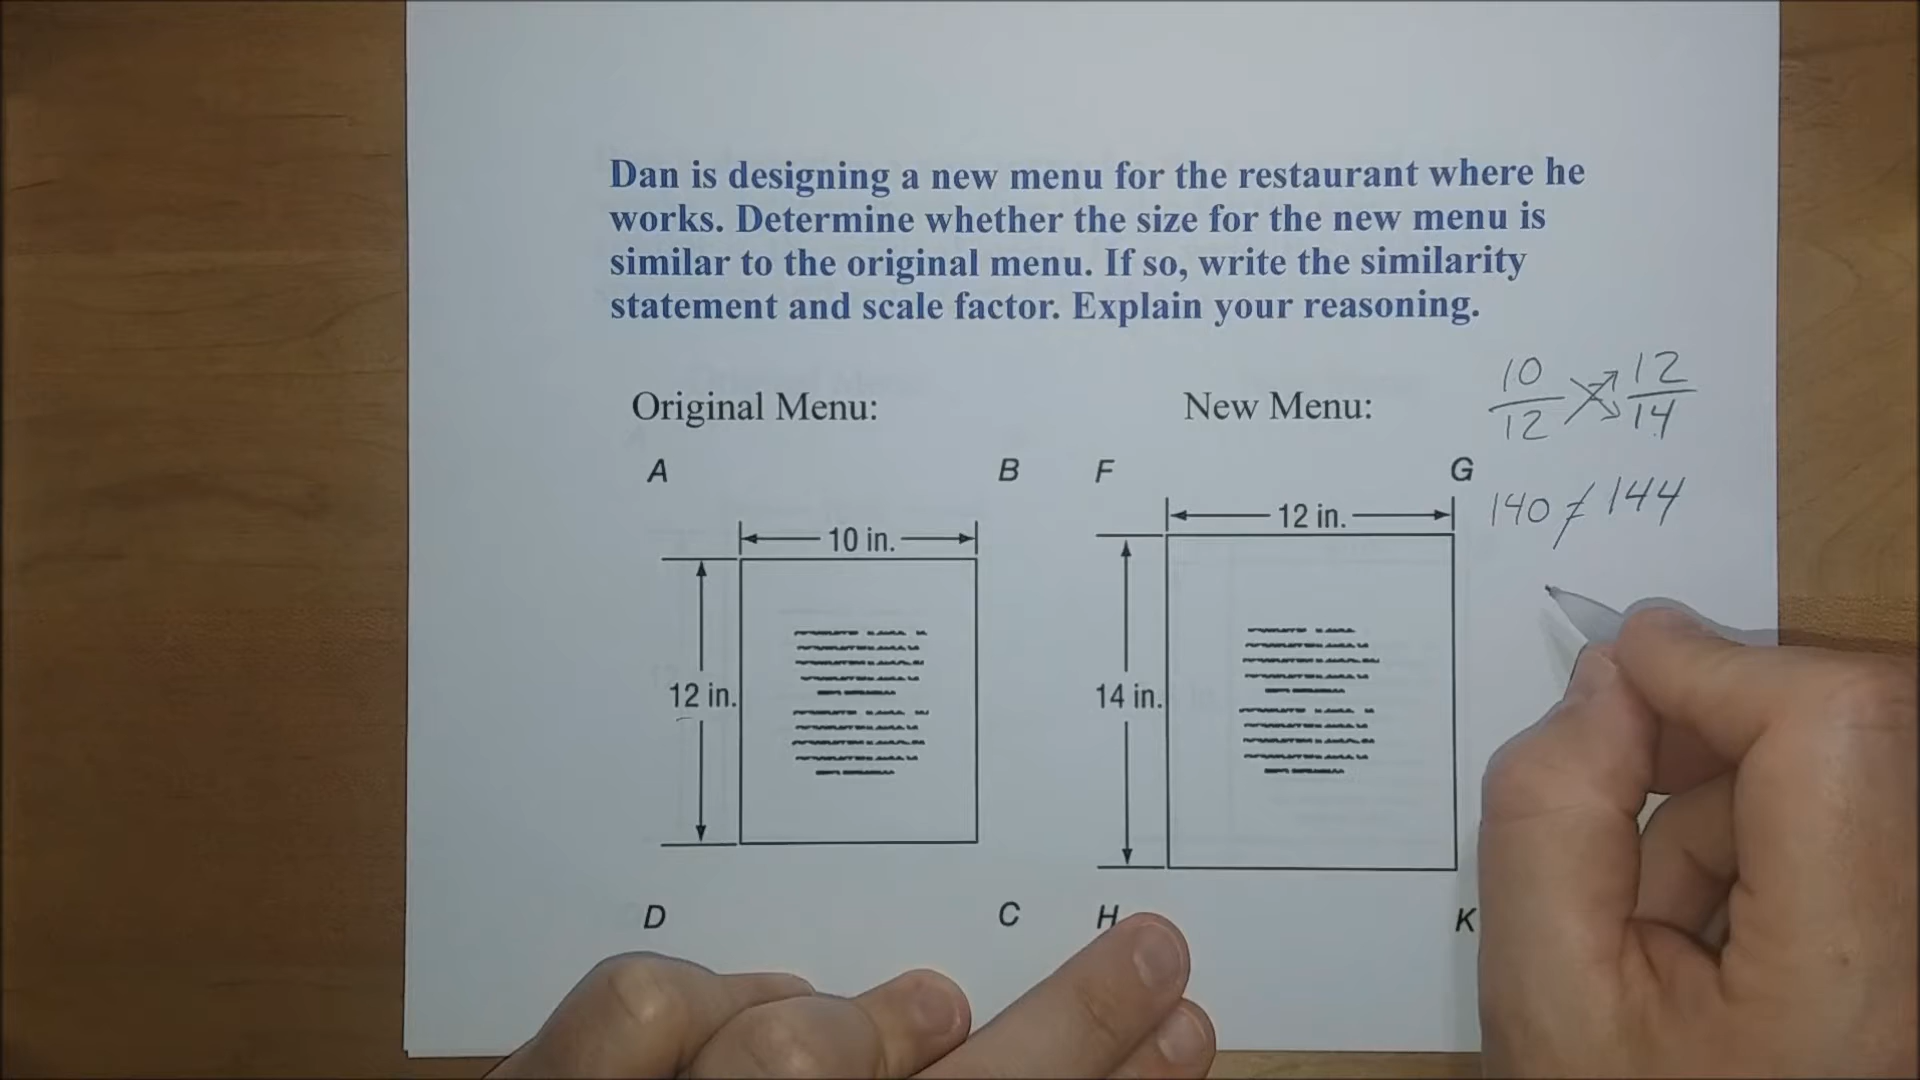 Dan is designing a new menu for the restaurant where he
works. Determine whether the size for the new menu is
similar to the original menu. If so, write the similarity
statement and scale factor. Explain your reasoning.
Original Menu:
New Menu:
10 12
12 14
140 ≠ 144
A B F G
10 in.
12 in.
12 in.
14 in.
D C H K